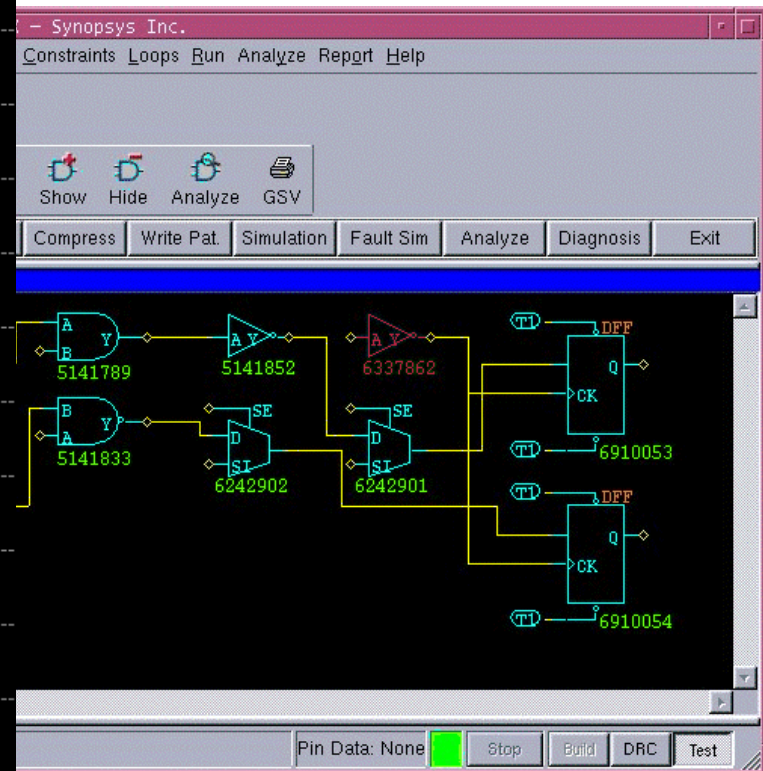 – Synopsys Inc.
Constraints Loops Run Analyze Report Help
Show Hide Analyze GSV
Compress Write Pat. Simulation Fault Sim Analyze Diagnosis Exit
A B Y 5141789
A Y 5141852
A Y 6337862
T1 DFF Q CK T1 6910053
B A Y 5141833
SE D SI 6242902
SE D SI 6242901
T1 DFF Q CK T1 6910054
Pin Data: None Stop Build DRC Test